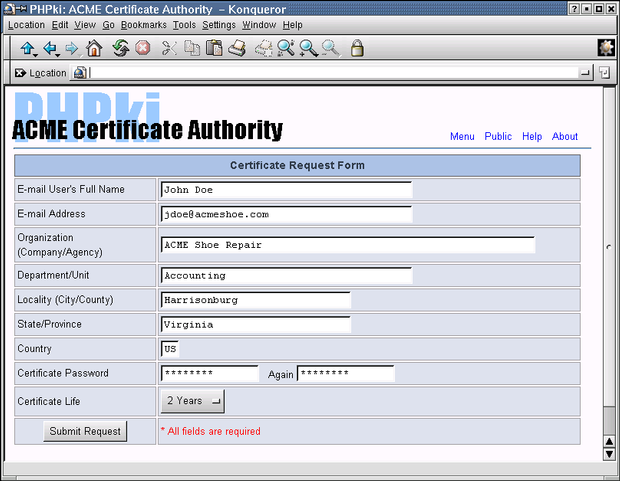 PHPki: ACME Certificate Authority - Konqueror
Location Edit View Go Bookmarks Tools Settings Window Help
Location
PHPki
ACME Certificate Authority
Menu Public Help About
Certificate Request Form
E-mail User's Full Name John Doe
E-mail Address jdoe@acmeshoe.com
Organization
(Company/Agency) ACME Shoe Repair
Department/Unit Accounting
Locality (City/County) Harrisonburg
State/Province Virginia
Country US
Certificate Password ******** Again ********
Certificate Life 2 Years
Submit Request * All fields are required